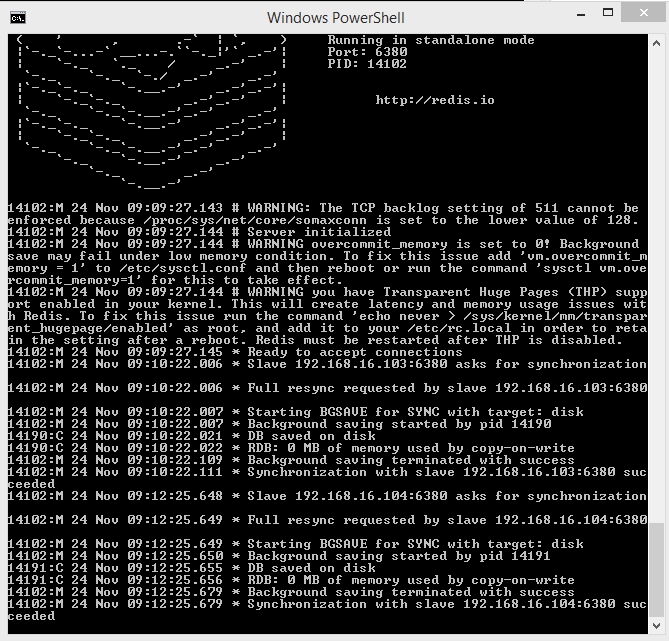 Windows PowerShell
Running in standalone mode
Port: 6380
PID: 14102
http://redis.io
14102:M 24 Nov 09:09:27.143 # WARNING: The TCP backlog setting of 511 cannot be
enforced because /proc/sys/net/core/somaxconn is set to the lower value of 128.
14102:M 24 Nov 09:09:27.144 # Server initialized
14102:M 24 Nov 09:09:27.144 # WARNING overcommit_memory is set to 0! Background
save may fail under low memory condition. To fix this issue add 'vm.overcommit_m
emory = 1' to /etc/sysctl.conf and then reboot or run the command 'sysctl vm.ove
rcommit_memory=1' for this to take effect.
14102:M 24 Nov 09:09:27.144 # WARNING you have Transparent Huge Pages (THP) supp
ort enabled in your kernel. This will create latency and memory usage issues wit
h Redis. To fix this issue run the command 'echo never > /sys/kernel/mm/transpar
ent_hugepage/enabled' as root, and add it to your /etc/rc.local in order to reta
in the setting after a reboot. Redis must be restarted after THP is disabled.
14102:M 24 Nov 09:09:27.145 * Ready to accept connections
14102:M 24 Nov 09:10:22.006 * Slave 192.168.16.103:6380 asks for synchronization
14102:M 24 Nov 09:10:22.006 * Full resync requested by slave 192.168.16.103:6380
14102:M 24 Nov 09:10:22.007 * Starting BGSAVE for SYNC with target: disk
14102:M 24 Nov 09:10:22.007 * Background saving started by pid 14190
14190:C 24 Nov 09:10:22.021 * DB saved on disk
14190:C 24 Nov 09:10:22.022 * RDB: 0 MB of memory used by copy-on-write
14102:M 24 Nov 09:10:22.109 * Background saving terminated with success
14102:M 24 Nov 09:10:22.111 * Synchronization with slave 192.168.16.103:6380 suc
ceeded
14102:M 24 Nov 09:12:25.648 * Slave 192.168.16.104:6380 asks for synchronization
14102:M 24 Nov 09:12:25.649 * Full resync requested by slave 192.168.16.104:6380
14102:M 24 Nov 09:12:25.649 * Starting BGSAVE for SYNC with target: disk
14102:M 24 Nov 09:12:25.650 * Background saving started by pid 14191
14191:C 24 Nov 09:12:25.655 * DB saved on disk
14191:C 24 Nov 09:12:25.656 * RDB: 0 MB of memory used by copy-on-write
14102:M 24 Nov 09:12:25.679 * Background saving terminated with success
14102:M 24 Nov 09:12:25.679 * Synchronization with slave 192.168.16.104:6380 suc
ceeded